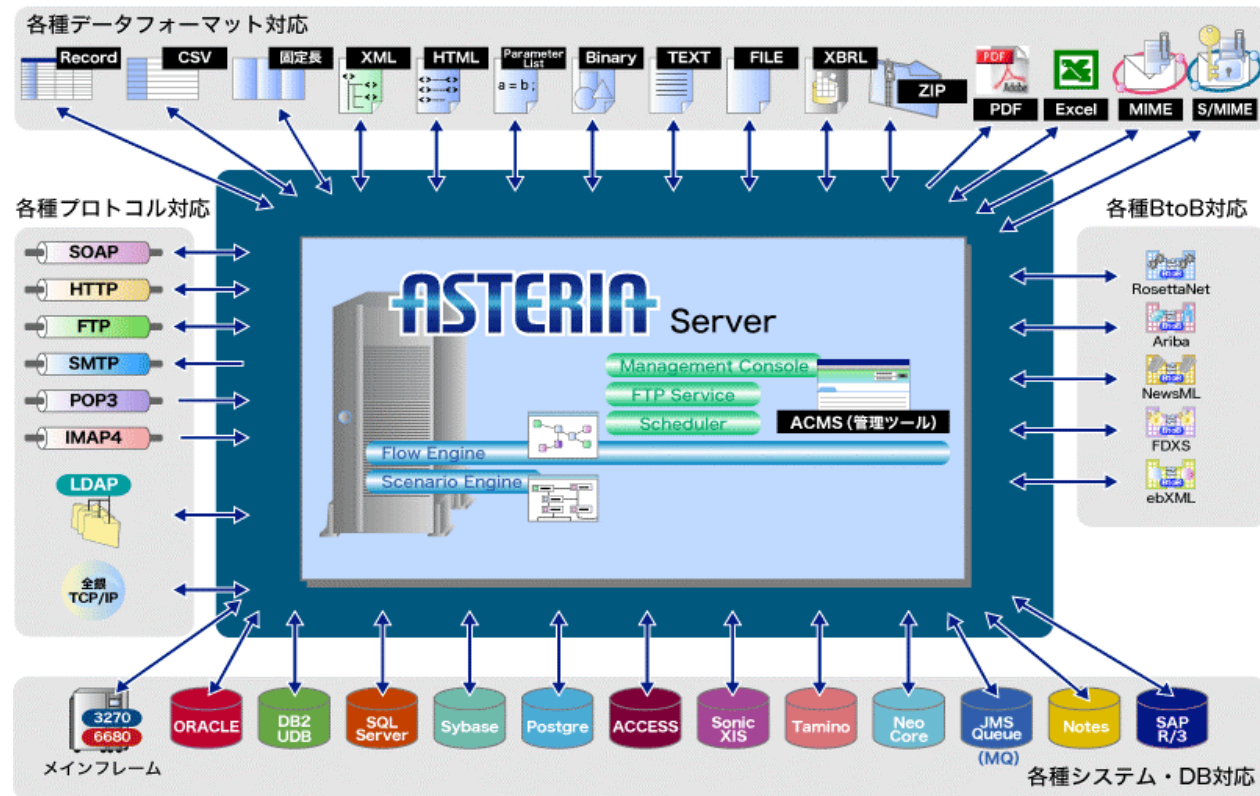 各種データフォーマット対応
Record
CSV
固定長
XML
HTML
Parameter
List
a = b ;
Binary
TEXT
FILE
XBRL
ZIP
PDF
Adobe
PDF
Excel
MIME
S/MIME
各種プロトコル対応
SOAP
HTTP
FTP
SMTP
POP3
IMAP4
LDAP
全銀
TCP/IP
ASTERIA Server
Management Console
FTP Service
Scheduler
ACMS（管理ツール）
Flow Engine
Scenario Engine
各種BtoB対応
BtoB
RosettaNet
BtoB
Ariba
BtoB
NewsML
BtoB
FDXS
BtoB
ebXML
3270
6680
メインフレーム
ORACLE
DB2
UDB
SQL
Server
Sybase
Postgre
ACCESS
Sonic
XIS
Tamino
Neo
Core
JMS
Queue
(MQ)
Notes
SAP
R/3
各種システム・DB対応